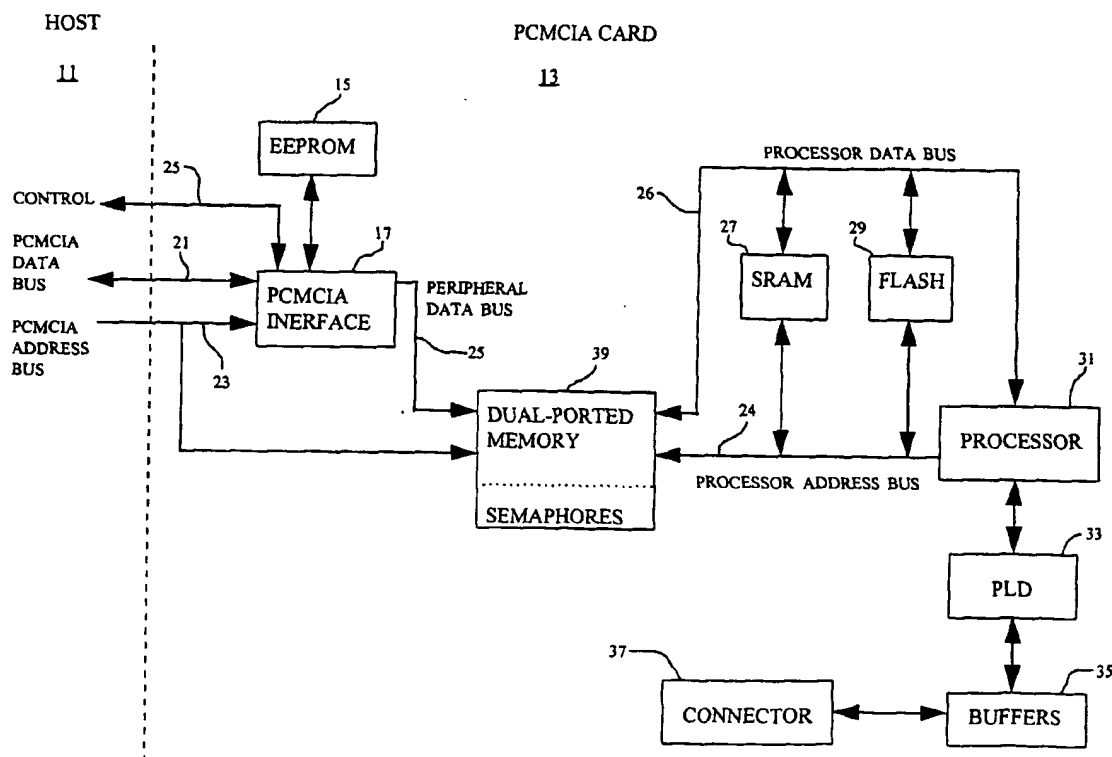 HOST
11
PCMCIA CARD
13
15
EEPROM
25
CONTROL
21
PCMCIA
DATA
BUS
17
PCMCIA
INERFACE
PERIPHERAL
DATA BUS
25
PCMCIA
ADDRESS
BUS
23
39
DUAL-PORTED
MEMORY
SEMAPHORES
PROCESSOR DATA BUS
26
27
SRAM
29
FLASH
24
PROCESSOR ADDRESS BUS
31
PROCESSOR
33
PLD
35
BUFFERS
37
CONNECTOR